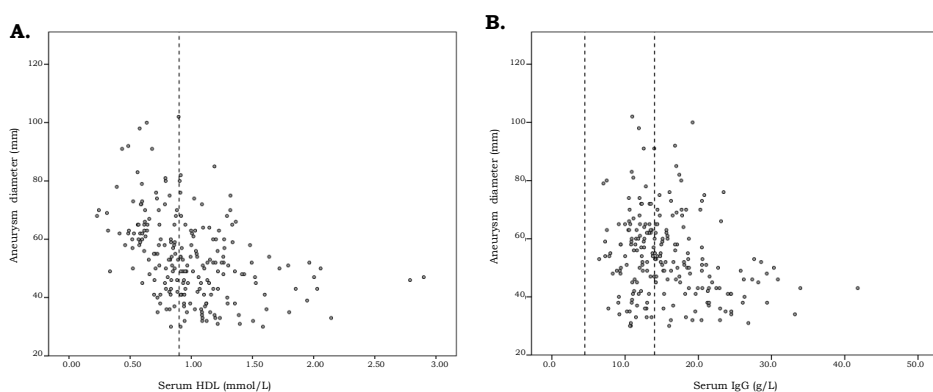 A.
Aneurysm diameter (mm)
120
100
80
60
40
20
0.00 0.50 1.00 1.50 2.00 2.50 3.00
Serum HDL (mmol/L)
B.
Aneurysm diameter (mm)
120
100
80
60
40
20
.0 10.0 20.0 30.0 40.0 50.0
Serum IgG (g/L)